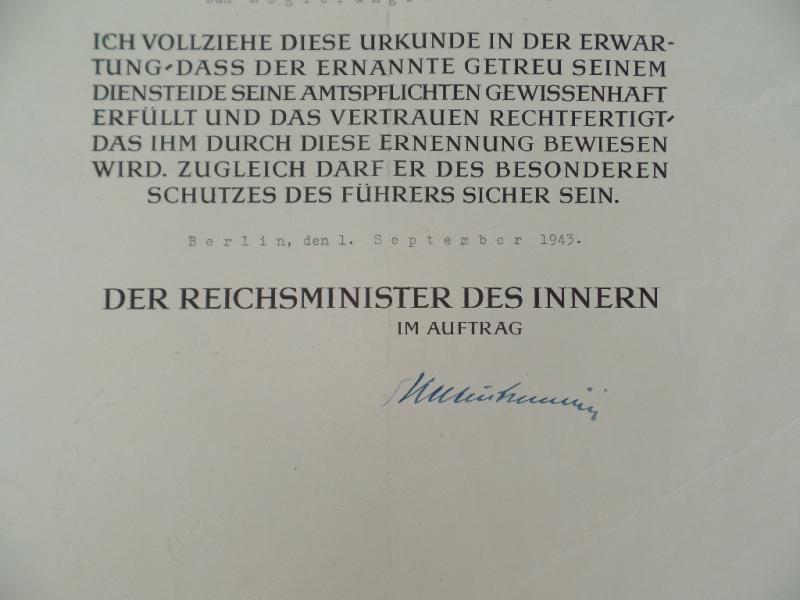 zum
ICH VOLLZIEHE DIESE URKUNDE IN DER ERWAR-
TUNG, DASS DER ERNANNTE GETREU SEINEM
DIENSTEIDE SEINE AMTSPFLICHTEN GEWISSENHAFT
ERFÜLLT UND DAS VERTRAUEN RECHTFERTIGT,
DAS IHM DURCH DIESE ERNENNUNG BEWIESEN
WIRD. ZUGLEICH DARF ER DES BESONDEREN
SCHUTZES DES FÜHRERS SICHER SEIN.
Berlin, den 1. September 1943.
DER REICHSMINISTER DES INNERN
IM AUFTRAG